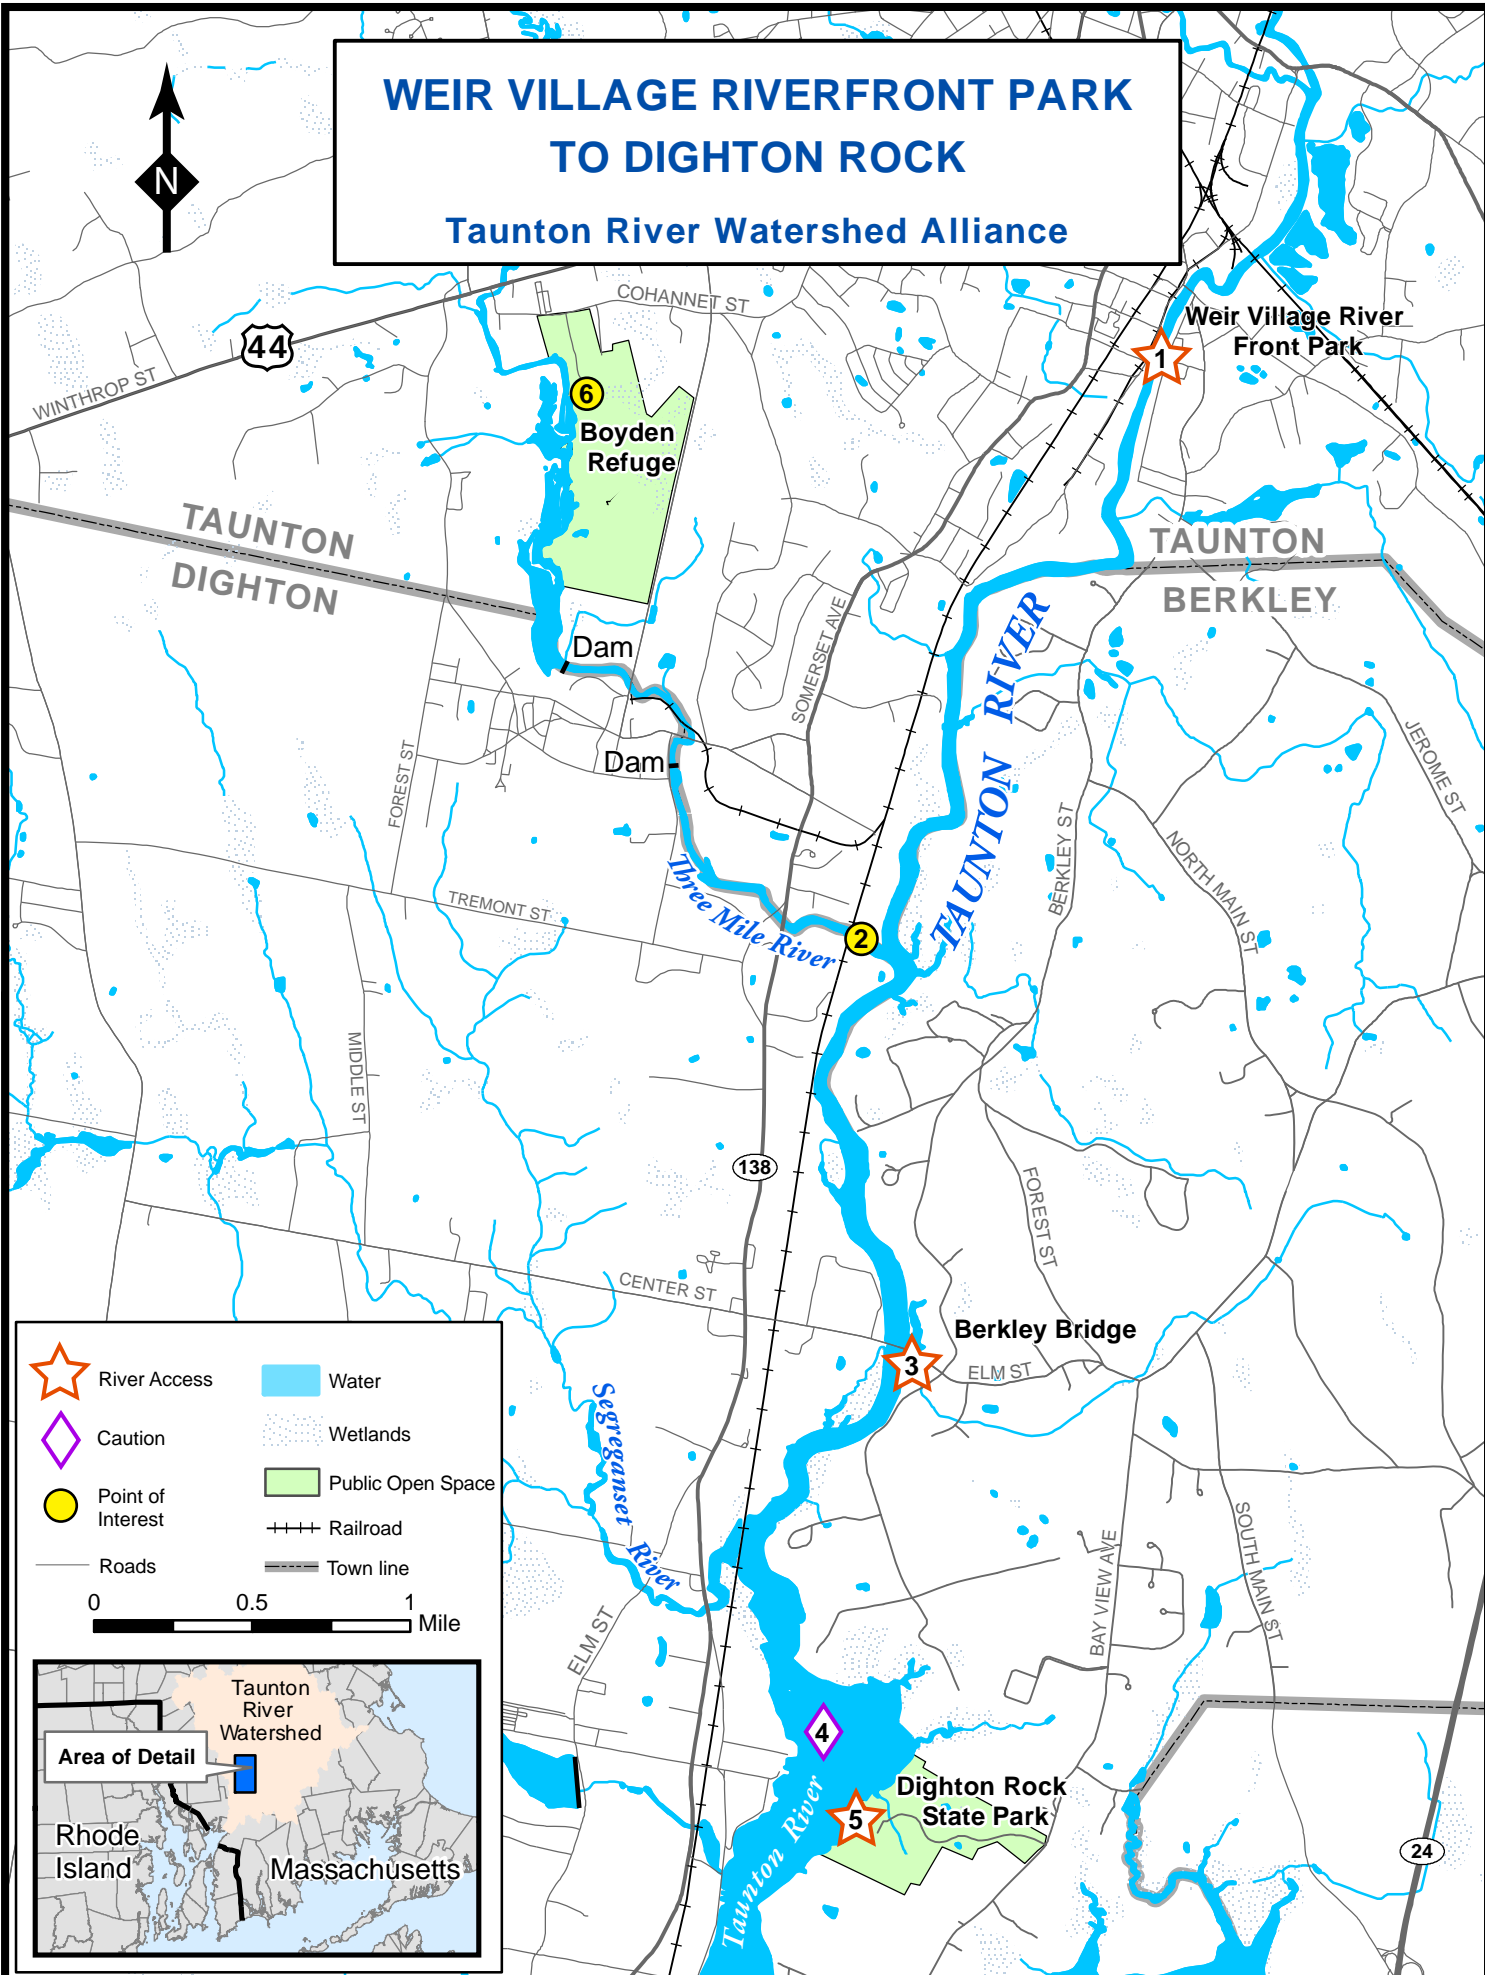 WEIR VILLAGE RIVERFRONT PARK
TO DIGHTON ROCK
Taunton River Watershed Alliance
N
44
WINTHROP ST
COHANNET ST
Weir Village River
Front Park
1
6
Boyden
Refuge
TAUNTON
DIGHTON
TAUNTON
BERKLEY
Dam
Dam
SOMERSET AVE
TAUNTON RIVER
FOREST ST
JEROME ST
BERKLEY ST
NORTH MAIN ST
TREMONT ST
Three Mile River
2
MIDDLE ST
138
FOREST ST
CENTER ST
Berkley Bridge
3
ELM ST
Segreganset River
SOUTH MAIN ST
BAY VIEW AVE
ELM ST
4
Dighton Rock
State Park
5
Taunton River
24
River Access
Water
Caution
Wetlands
Point of
Interest
Public Open Space
Railroad
Roads
Town line
0 0.5 1
Mile
Taunton
River
Watershed
Area of Detail
Rhode
Island
Massachusetts